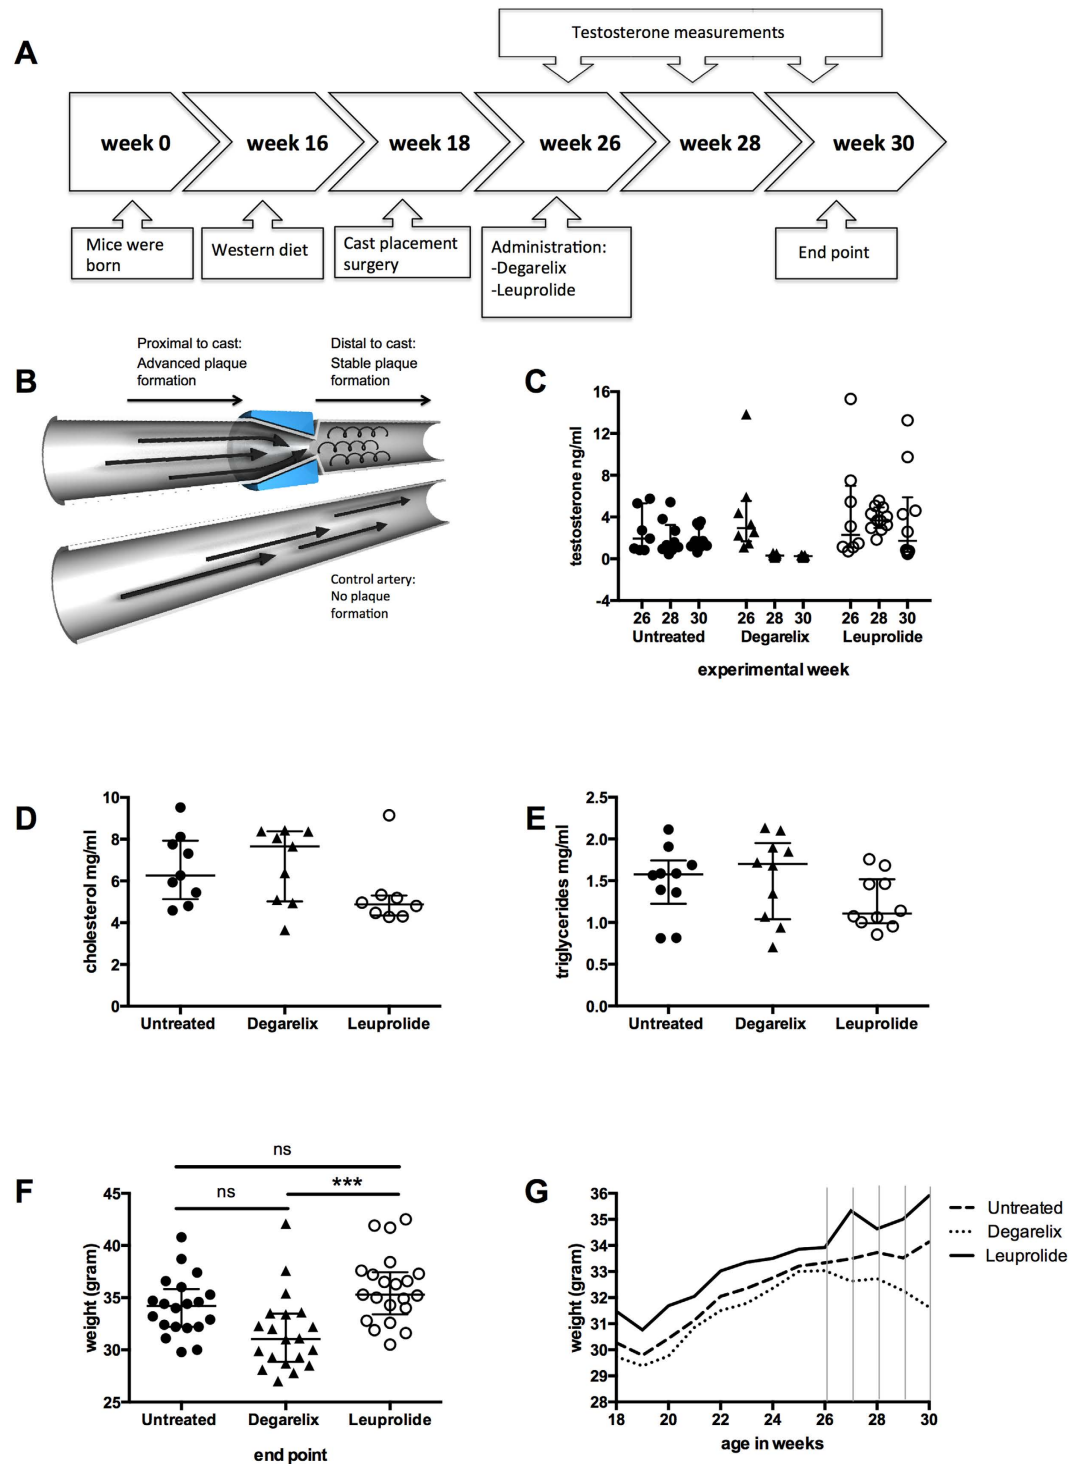 A
Testosterone measurements
week 0
week 16
week 18
week 26
week 28
week 30
Mice were
born
Western diet
Cast placement
surgery
Administration:
-Degarelix
-Leuprolide
End point
B
Proximal to cast:
Advanced plaque
formation
Distal to cast:
Stable plaque
formation
Control artery:
No plaque
formation
C
testosterone ng/ml
16
12
8
4
0
-4
26 28 30 26 28 30 26 28 30
Untreated Degarelix Leuprolide
experimental week
D
cholesterol mg/ml
10
8
6
4
2
0
Untreated Degarelix Leuprolide
E
triglycerides mg/ml
2.5
2.0
1.5
1.0
0.5
0.0
Untreated Degarelix Leuprolide
F
ns
ns
***
weight (gram)
45
40
35
30
25
Untreated Degarelix Leuprolide
end point
G
weight (gram)
36
35
34
33
32
31
30
29
28
18 20 22 24 26 28 30
age in weeks
Untreated
Degarelix
Leuprolide